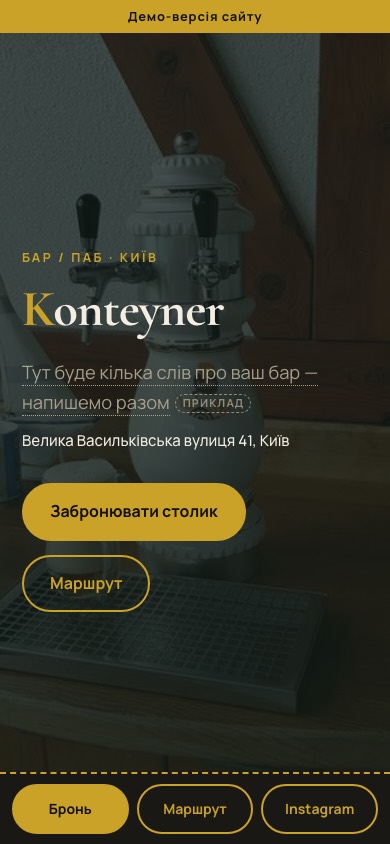 Демо-версія сайту
БАР / ПАБ · КИЇВ
Konteyner
Тут буде кілька слів про ваш бар —
напишемо разом ПРИКЛАД
Велика Васильківська вулиця 41, Київ
Забронювати столик
Маршрут
Бронь Маршрут Instagram